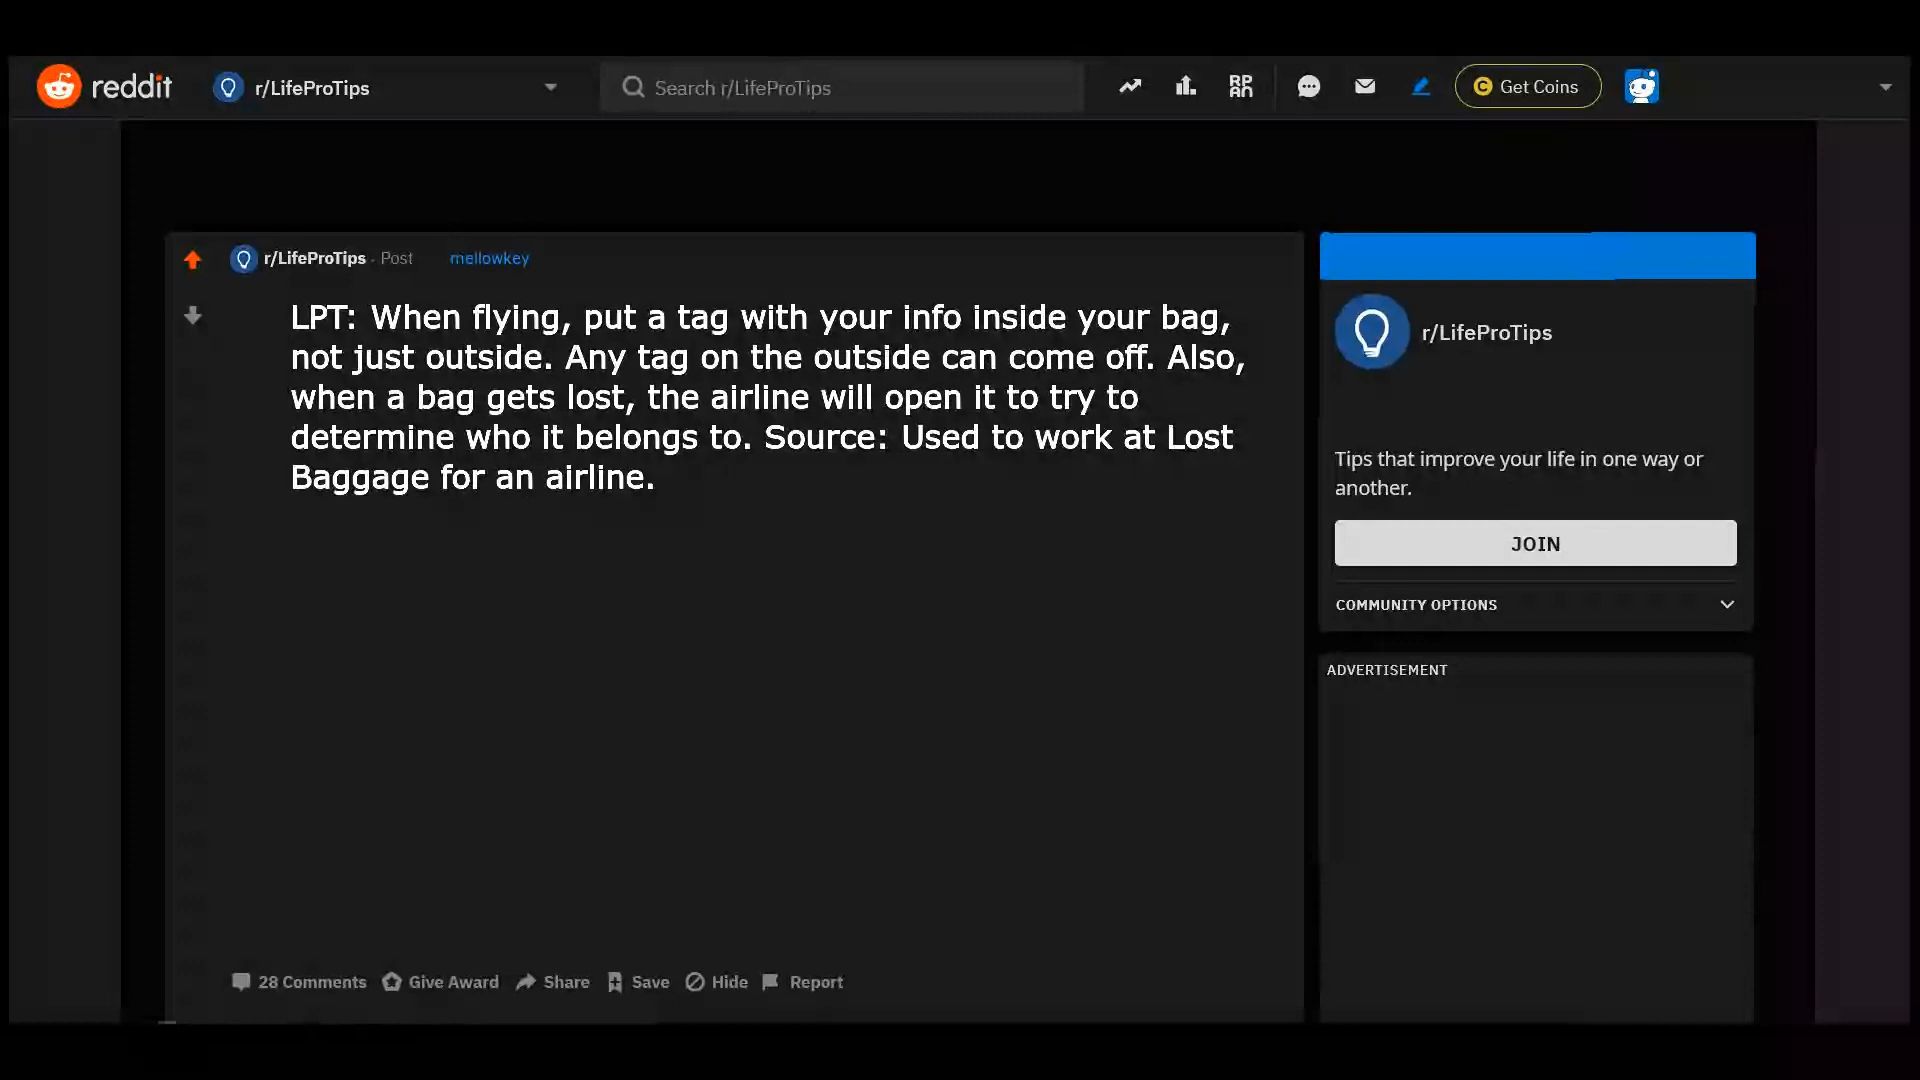 reddit r/LifeProTips Search r/LifeProTips RPAN Get Coins
r/LifeProTips · Post mellowkey
LPT: When flying, put a tag with your info inside your bag,
not just outside. Any tag on the outside can come off. Also,
when a bag gets lost, the airline will open it to try to
determine who it belongs to. Source: Used to work at Lost
Baggage for an airline.
28 Comments Give Award Share Save Hide Report
r/LifeProTips
Tips that improve your life in one way or
another.
JOIN
COMMUNITY OPTIONS
ADVERTISEMENT